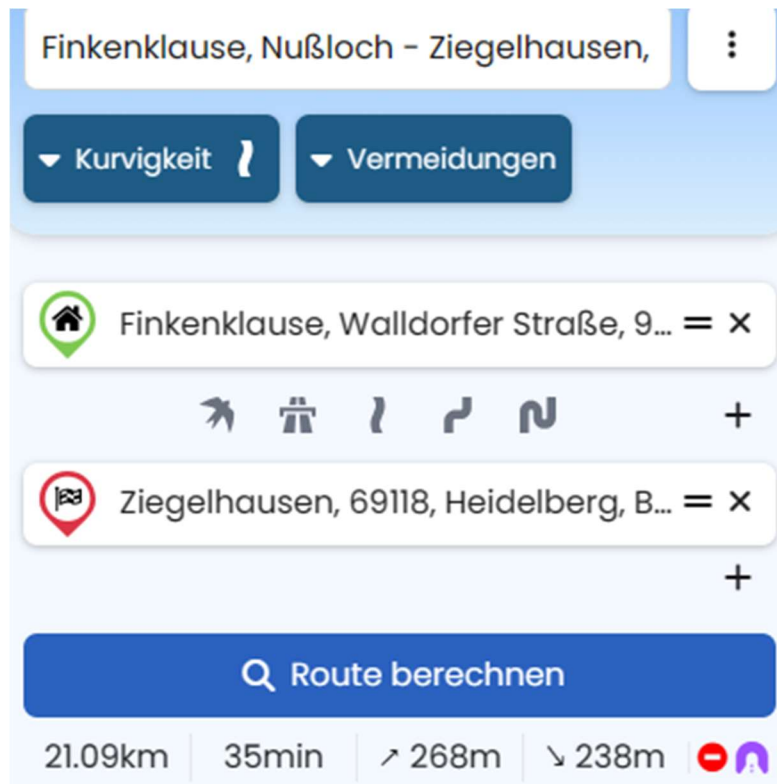 Finkenklause, Nußloch - Ziegelhausen,
Kurvigkeit Vermeidungen
Finkenklause, Walldorfer Straße, 9...
Ziegelhausen, 69118, Heidelberg, B...
Route berechnen
21.09km 35min ↗ 268m ↘ 238m